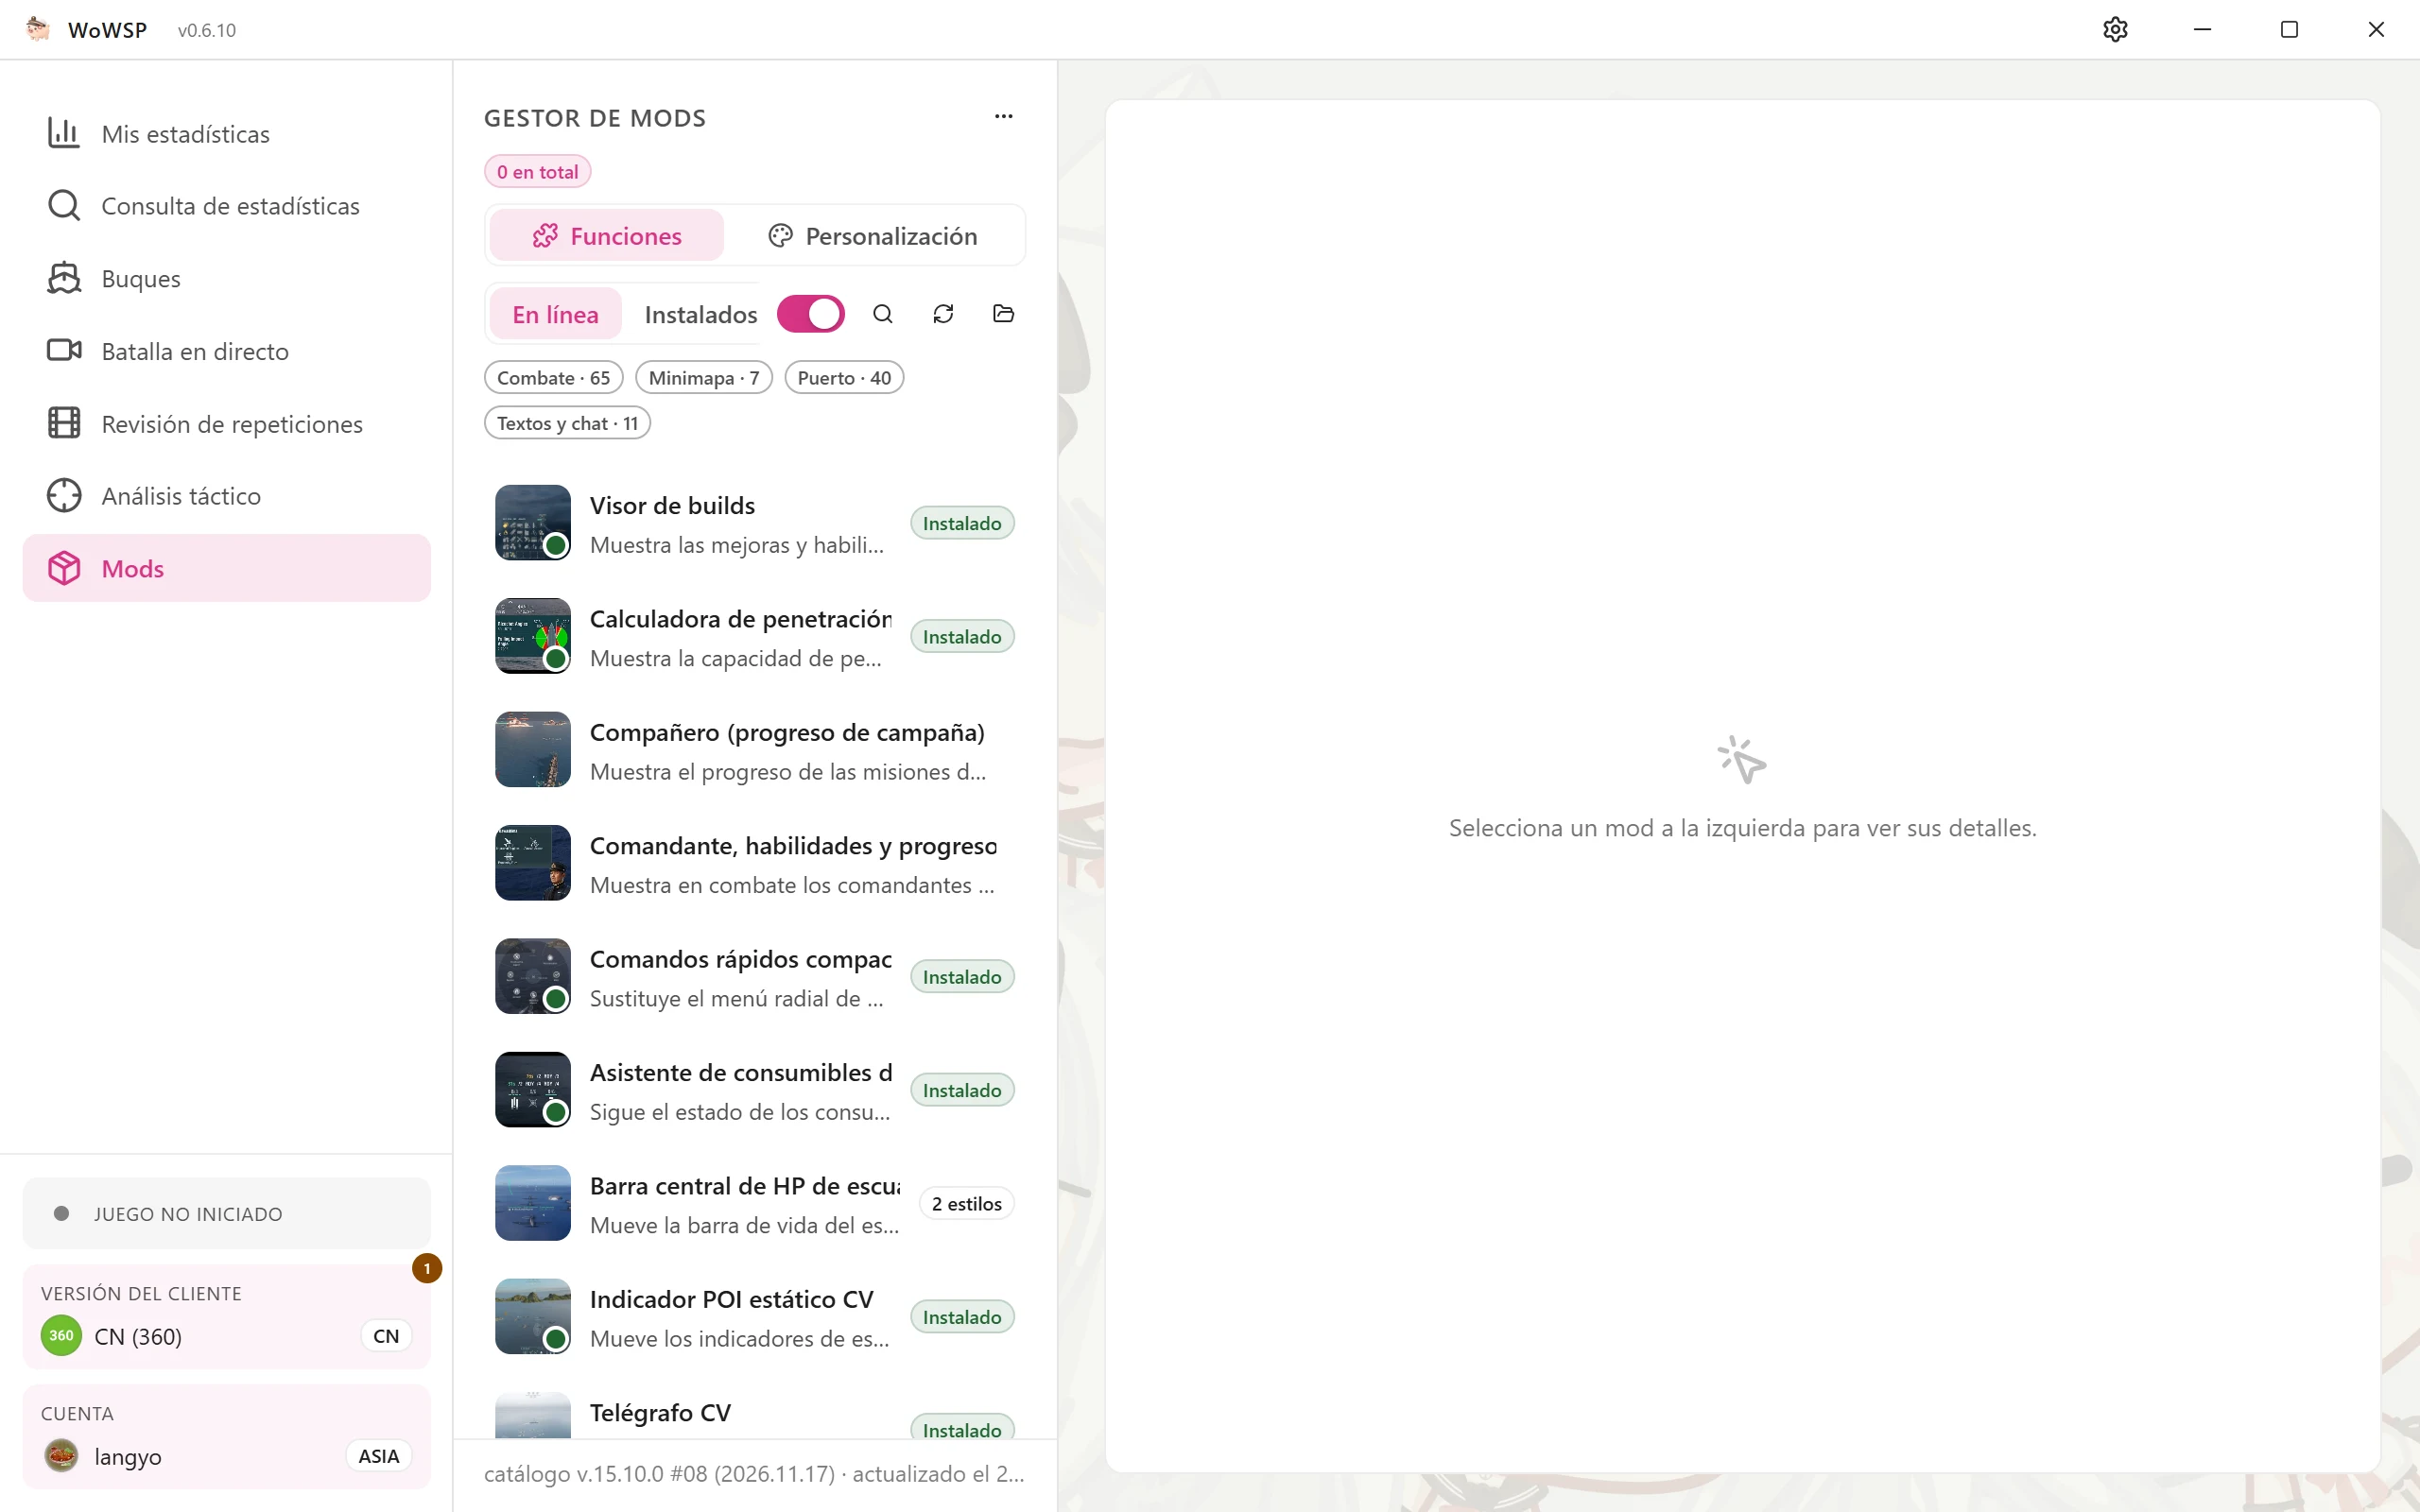 WoWSP v0.6.10
Mis estadísticas
Consulta de estadísticas
Buques
Batalla en directo
Revisión de repeticiones
Análisis táctico
Mods
JUEGO NO INICIADO
1
VERSIÓN DEL CLIENTE
360 CN (360) CN
CUENTA
langyo ASIA
GESTOR DE MODS
0 en total
Funciones Personalización
En línea Instalados
Combate · 65 Minimapa · 7 Puerto · 40
Textos y chat · 11
Visor de builds
Muestra las mejoras y habili...
Instalado
Calculadora de penetración
Muestra la capacidad de pe...
Instalado
Compañero (progreso de campaña)
Muestra el progreso de las misiones d...
Comandante, habilidades y progreso
Muestra en combate los comandantes ...
Comandos rápidos compac
Sustituye el menú radial de ...
Instalado
Asistente de consumibles d
Sigue el estado de los consu...
Instalado
Barra central de HP de escua
Mueve la barra de vida del es...
2 estilos
Indicador POI estático CV
Mueve los indicadores de es...
Instalado
Telégrafo CV
Instalado
catálogo v.15.10.0 #08 (2026.11.17) · actualizado el 2...
Selecciona un mod a la izquierda para ver sus detalles.